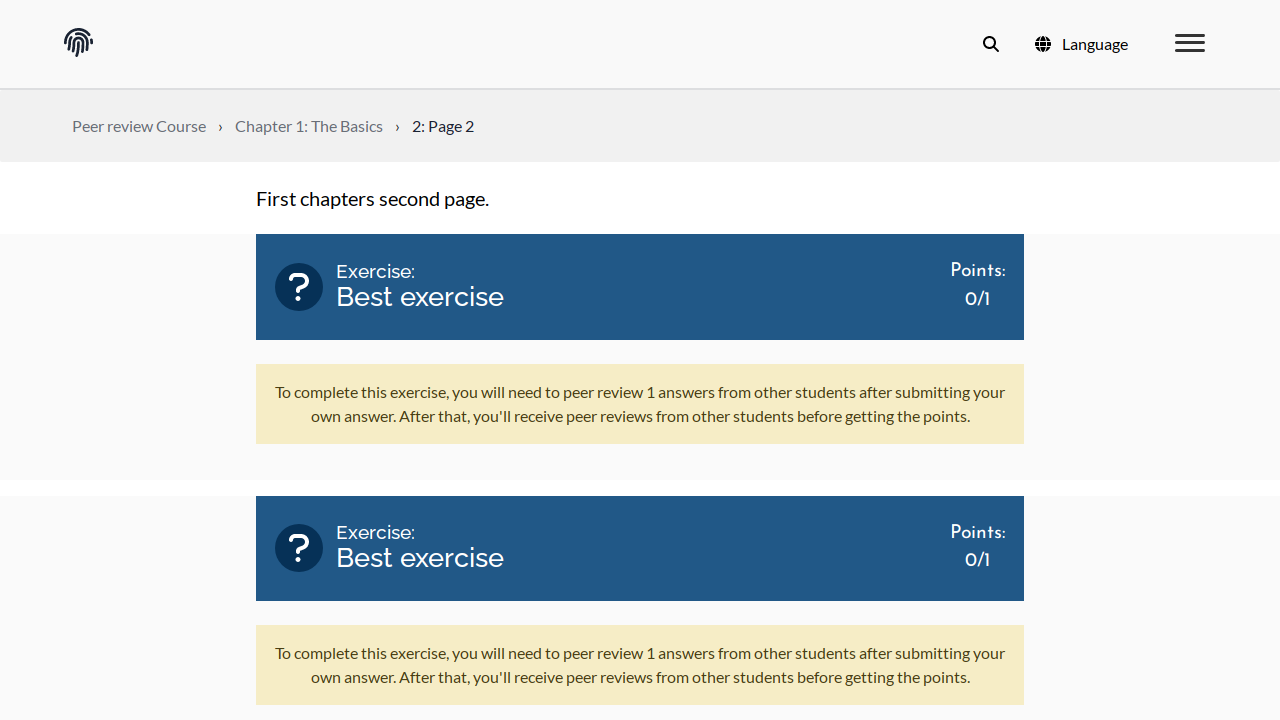 Language
Peer review Course › Chapter 1: The Basics › 2: Page 2
First chapters second page.
Exercise:
Best exercise
Points:
0/1
To complete this exercise, you will need to peer review 1 answers from other students after submitting your
own answer. After that, you'll receive peer reviews from other students before getting the points.
Exercise:
Best exercise
Points:
0/1
To complete this exercise, you will need to peer review 1 answers from other students after submitting your
own answer. After that, you'll receive peer reviews from other students before getting the points.